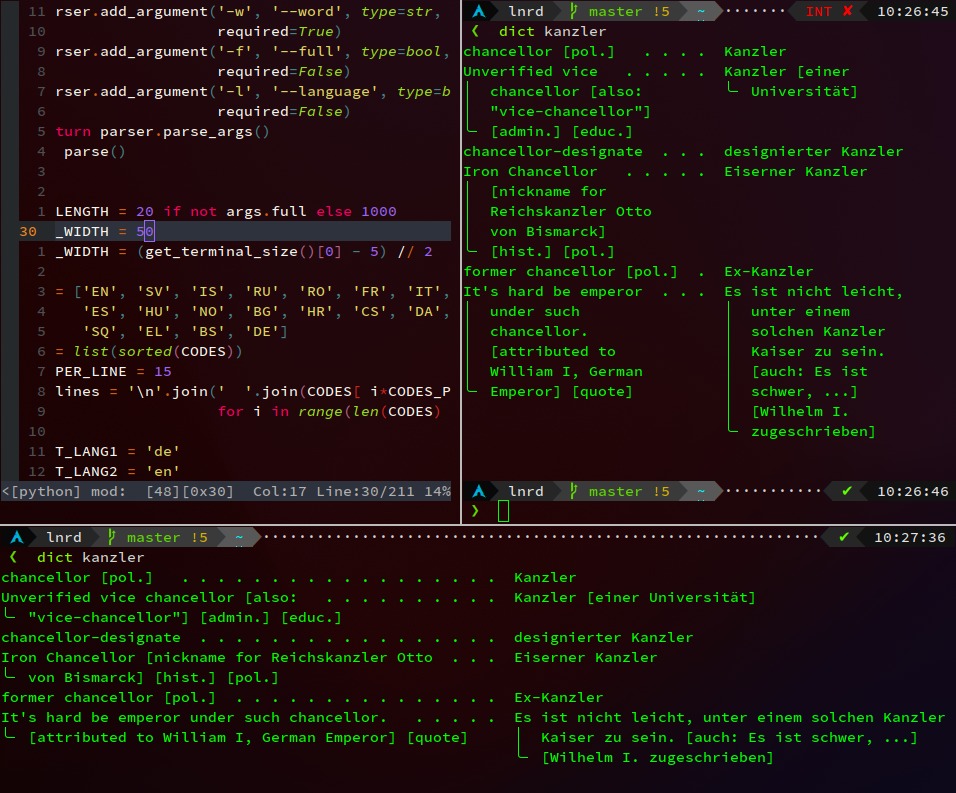 11 rser.add_argument('-w', '--word', type=str,
10 required=True)
9 rser.add_argument('-f', '--full', type=bool,
8 required=False)
7 rser.add_argument('-l', '--language', type=b
6 required=False)
5 turn parser.parse_args()
4 parse()
3
2
1 LENGTH = 20 if not args.full else 1000
30 _WIDTH = 50
1 _WIDTH = (get_terminal_size()[0] - 5) // 2
2
3 = ['EN', 'SV', 'IS', 'RU', 'RO', 'FR', 'IT',
4 'ES', 'HU', 'NO', 'BG', 'HR', 'CS', 'DA',
5 'SQ', 'EL', 'BS', 'DE']
6 = list(sorted(CODES))
7 PER_LINE = 15
8 lines = '\n'.join('  '.join(CODES[ i*CODES_P
9 for i in range(len(CODES)
10
11 T_LANG1 = 'de'
12 T_LANG2 = 'en'
<[python] mod:  [48][0x30]  Col:17 Line:30/211 14%
lnrd master !5 ~ ······· INT ✘ 10:26:45
❮ dict kanzler
chancellor [pol.] . . . . Kanzler
Unverified vice . . . . . Kanzler [einer
chancellor [also: Universität]
"vice-chancellor"]
[admin.] [educ.]
chancellor-designate . . . designierter Kanzler
Iron Chancellor . . . . . Eiserner Kanzler
[nickname for
Reichskanzler Otto
von Bismarck]
[hist.] [pol.]
former chancellor [pol.] . Ex-Kanzler
It's hard be emperor . . . Es ist nicht leicht,
under such unter einem
chancellor. solchen Kanzler
[attributed to Kaiser zu sein.
William I, German [auch: Es ist
Emperor] [quote] schwer, ...]
[Wilhelm I.
zugeschrieben]
lnrd master !5 ~ ··········· ✔ 10:26:46
❯
lnrd master !5 ~ ······························································ ✔ 10:27:36
❮ dict kanzler
chancellor [pol.] . . . . . . . . . . . . . . . . . . Kanzler
Unverified vice chancellor [also: . . . . . . . . . . Kanzler [einer Universität]
"vice-chancellor"] [admin.] [educ.]
chancellor-designate . . . . . . . . . . . . . . . . . designierter Kanzler
Iron Chancellor [nickname for Reichskanzler Otto . . . Eiserner Kanzler
von Bismarck] [hist.] [pol.]
former chancellor [pol.] . . . . . . . . . . . . . . . Ex-Kanzler
It's hard be emperor under such chancellor. . . . . . Es ist nicht leicht, unter einem solchen Kanzler
[attributed to William I, German Emperor] [quote] Kaiser zu sein. [auch: Es ist schwer, ...]
[Wilhelm I. zugeschrieben]